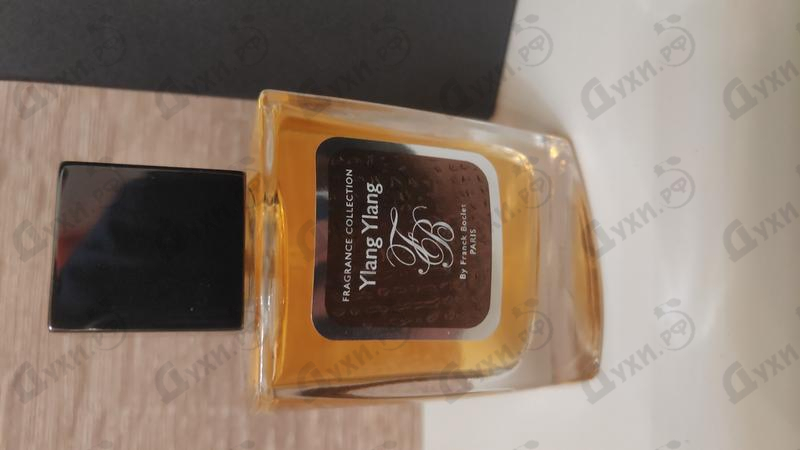 FRAGRANCE COLLECTION
Ylang Ylang
FB
By Franck Boclet
PARIS
Духи.рф